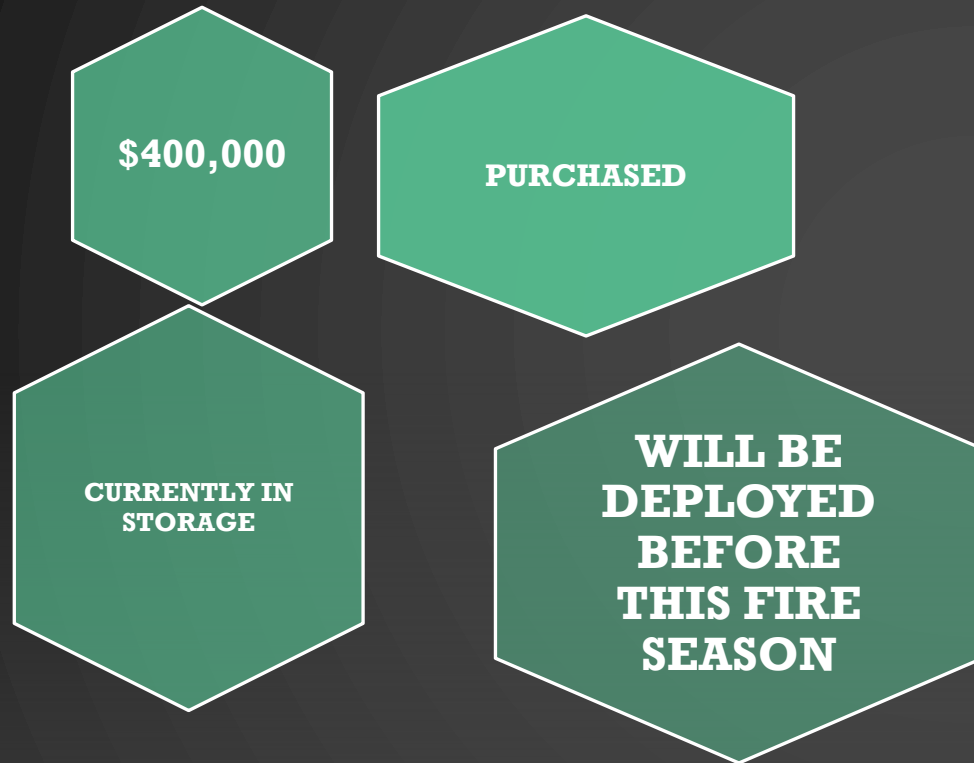 $400,000
PURCHASED
CURRENTLY IN
STORAGE
WILL BE
DEPLOYED
BEFORE
THIS FIRE
SEASON